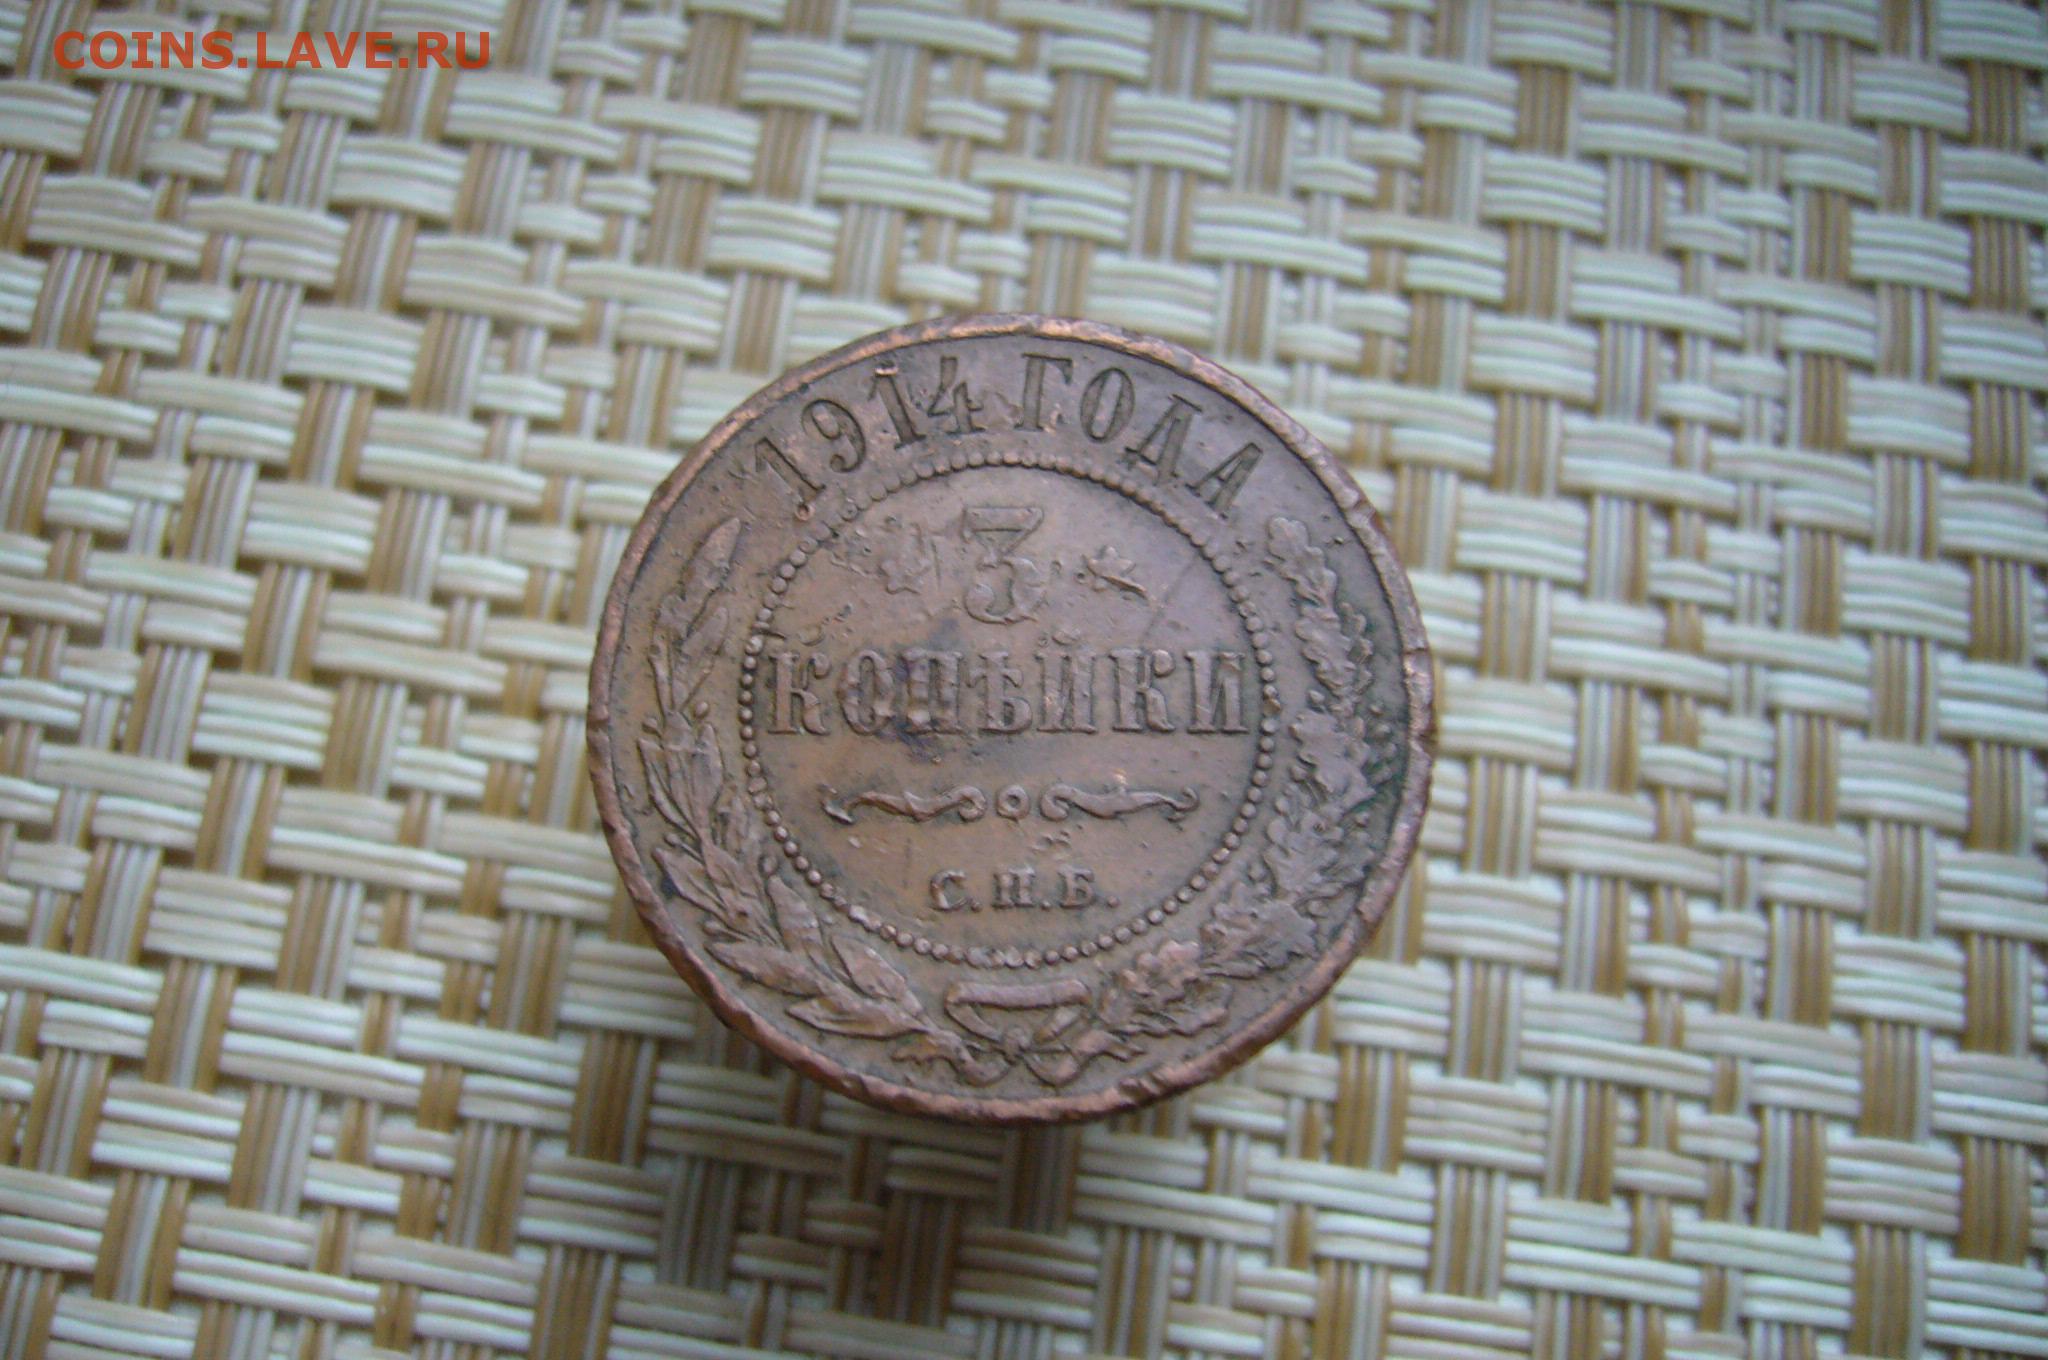 COINS.LAVE.RU
1914 ГОДА
3
КОПѢЙКИ
С.П.Б.